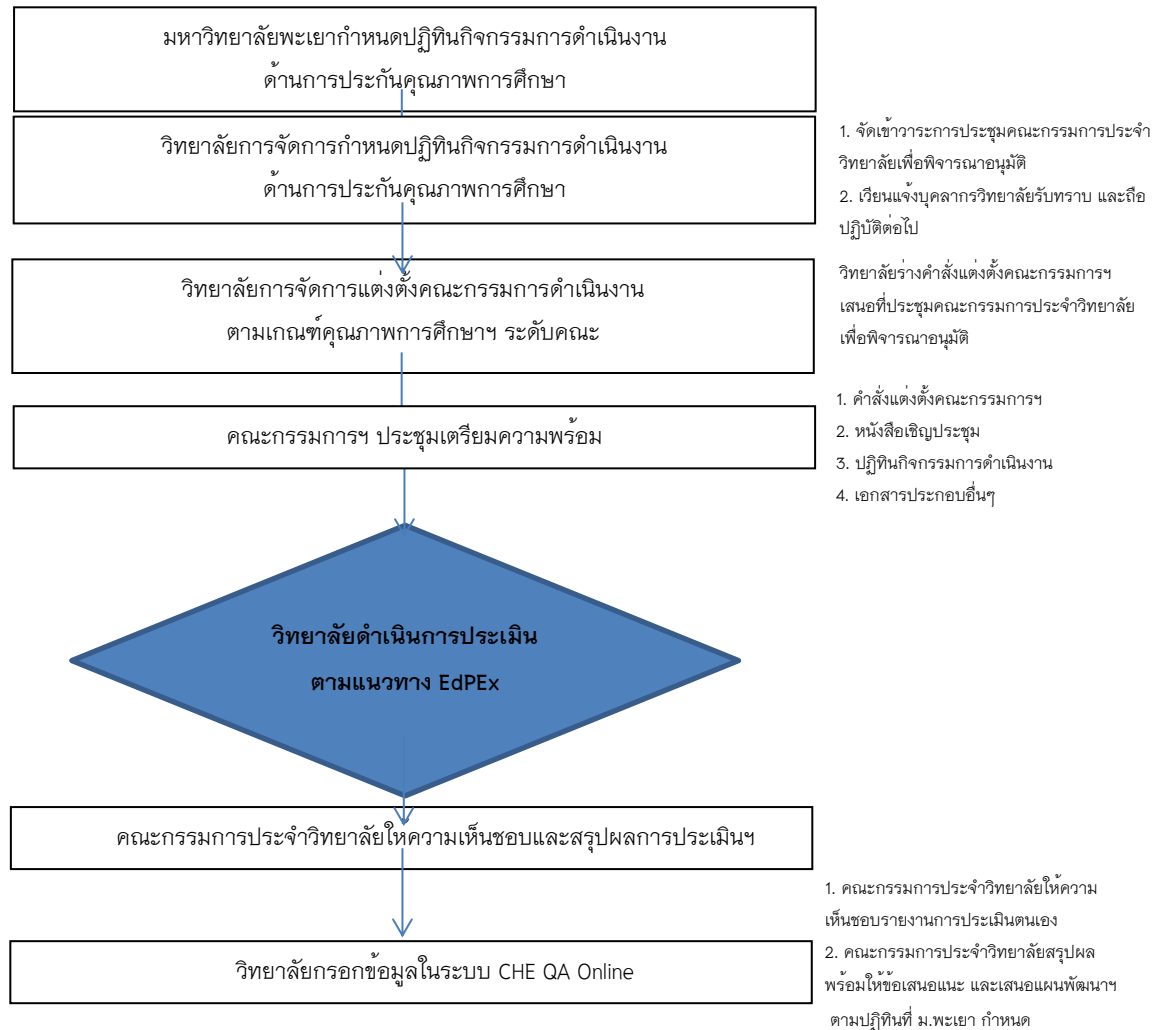 มหาวิทยาลัยพะเยากำหนดปฏิทินกิจกรรมการดำเนินงาน
ด้านการประกันคุณภาพการศึกษา
วิทยาลัยการจัดการกำหนดปฏิทินกิจกรรมการดำเนินงาน
ด้านการประกันคุณภาพการศึกษา
1. จัดเข้าวาระการประชุมคณะกรรมการประจำ
วิทยาลัยเพื่อพิจารณาอนุมัติ
2. เวียนแจ้งบุคลากรวิทยาลัยรับทราบ และถือ
ปฏิบัติต่อไป
วิทยาลัยการจัดการแต่งตั้งคณะกรรมการดำเนินงาน
ตามเกณฑ์คุณภาพการศึกษาฯ ระดับคณะ
วิทยาลัยร่างคำสั่งแต่งตั้งคณะกรรมการฯ
เสนอที่ประชุมคณะกรรมการประจำวิทยาลัย
เพื่อพิจารณาอนุมัติ
คณะกรรมการฯ ประชุมเตรียมความพร้อม
1. คำสั่งแต่งตั้งคณะกรรมการฯ
2. หนังสือเชิญประชุม
3. ปฏิทินกิจกรรมการดำเนินงาน
4. เอกสารประกอบอื่นๆ
วิทยาลัยดำเนินการประเมิน
ตามแนวทาง EdPEx
คณะกรรมการประจำวิทยาลัยให้ความเห็นชอบและสรุปผลการประเมินฯ
วิทยาลัยกรอกข้อมูลในระบบ CHE QA Online
1. คณะกรรมการประจำวิทยาลัยให้ความ
เห็นชอบรายงานการประเมินตนเอง
2. คณะกรรมการประจำวิทยาลัยสรุปผล
พร้อมให้ข้อเสนอแนะ และเสนอแผนพัฒนาฯ
ตามปฏิทินที่ ม.พะเยา กำหนด